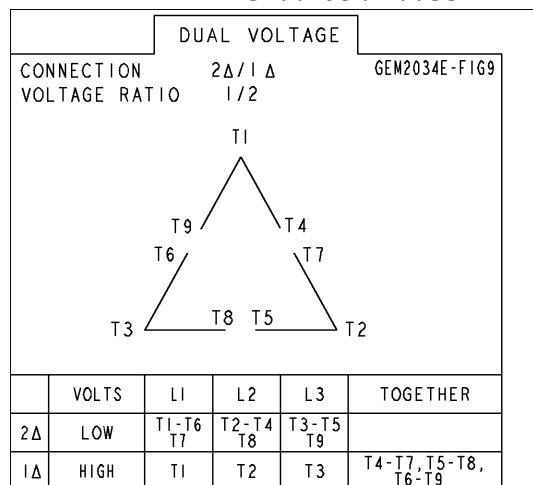 DUAL VOLTAGE
CONNECTION 2Δ/1Δ GEM2034E-FIG9
VOLTAGE RATIO 1/2
T1
T9 T4
T6 T7
T3 T8 T5 T2
VOLTS L1 L2 L3 TOGETHER
2Δ LOW T1-T6 T7 T2-T4 T8 T3-T5 T9
1Δ HIGH T1 T2 T3 T4-T7, T5-T8, T6-T9